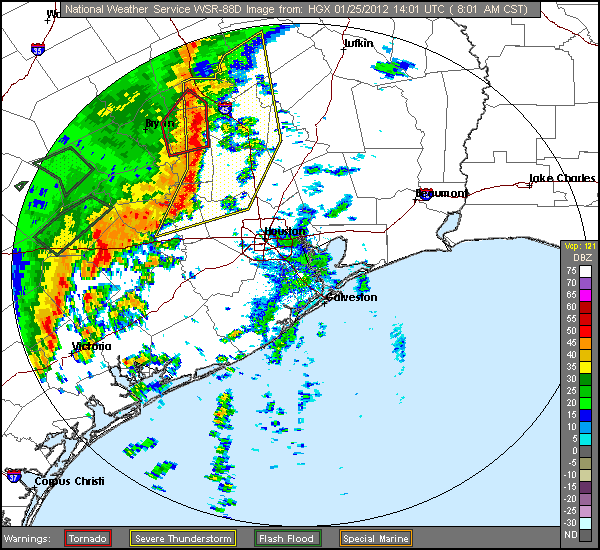 National Weather Service WSR-88D Image from: HGX 01/25/2012 14:01 UTC ( 8:01 AM CST)
35
Lufkin
45
Bryan
Lake Charles
Beaumont
Houston
Galveston
Victoria
37
Corpus Christi
Vcp: 121
DBZ
75
70
65
60
55
50
45
40
35
30
25
20
15
10
5
0
-5
-10
-15
-20
-25
-30
ND
Warnings: Tornado Severe Thunderstorm Flash Flood Special Marine